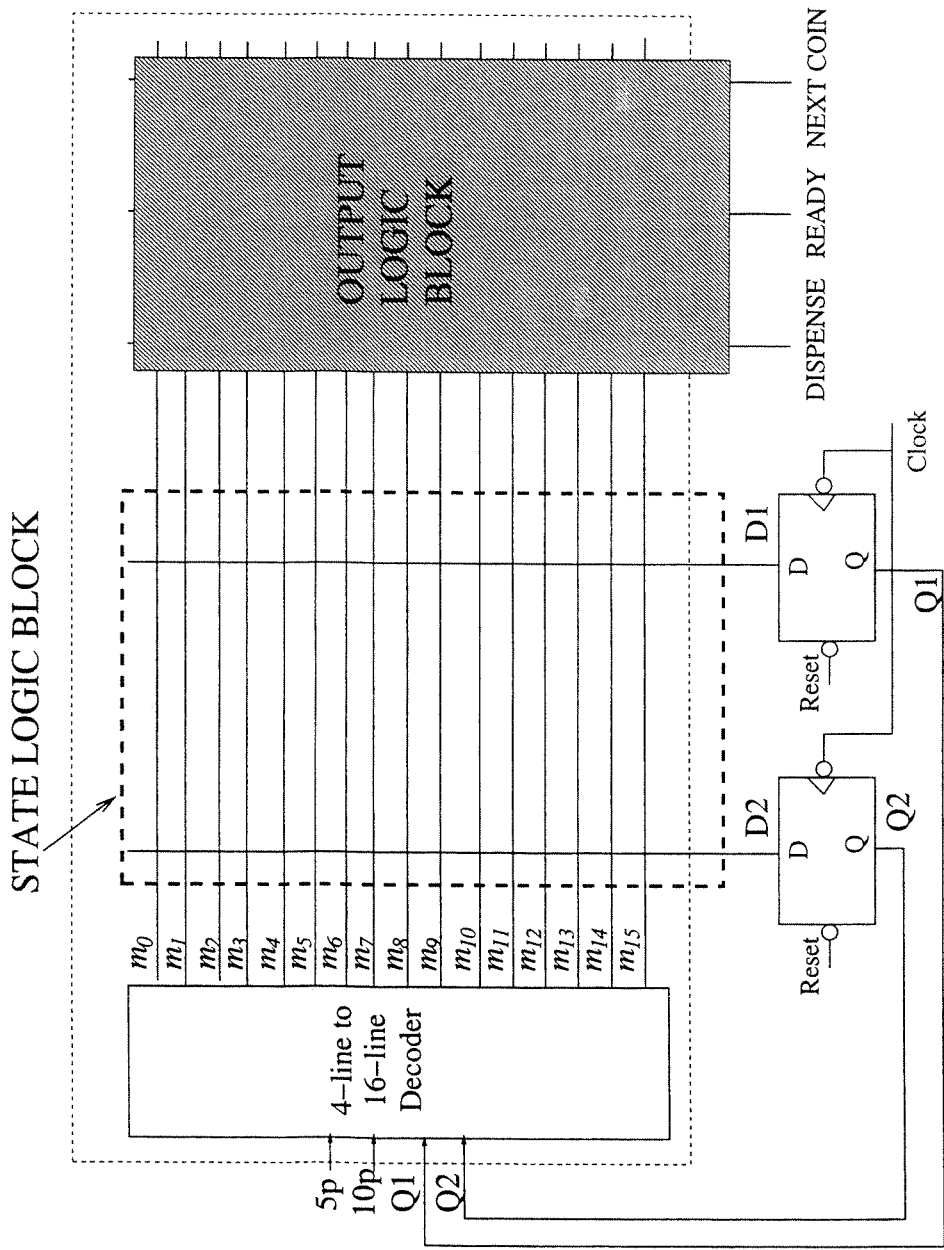 STATE LOGIC BLOCK
m0
m1
m2
m3
m4
m5
m6
m7
m8
m9
m10
m11
m12
m13
m14
m15
4-line to
16-line
Decoder
5p
10p
Q1
Q2
OUTPUT
LOGIC
BLOCK
DISPENSE READY NEXT COIN
D2
D
Q
Reset
Q2
D1
D
Q
Reset
Q1
Clock